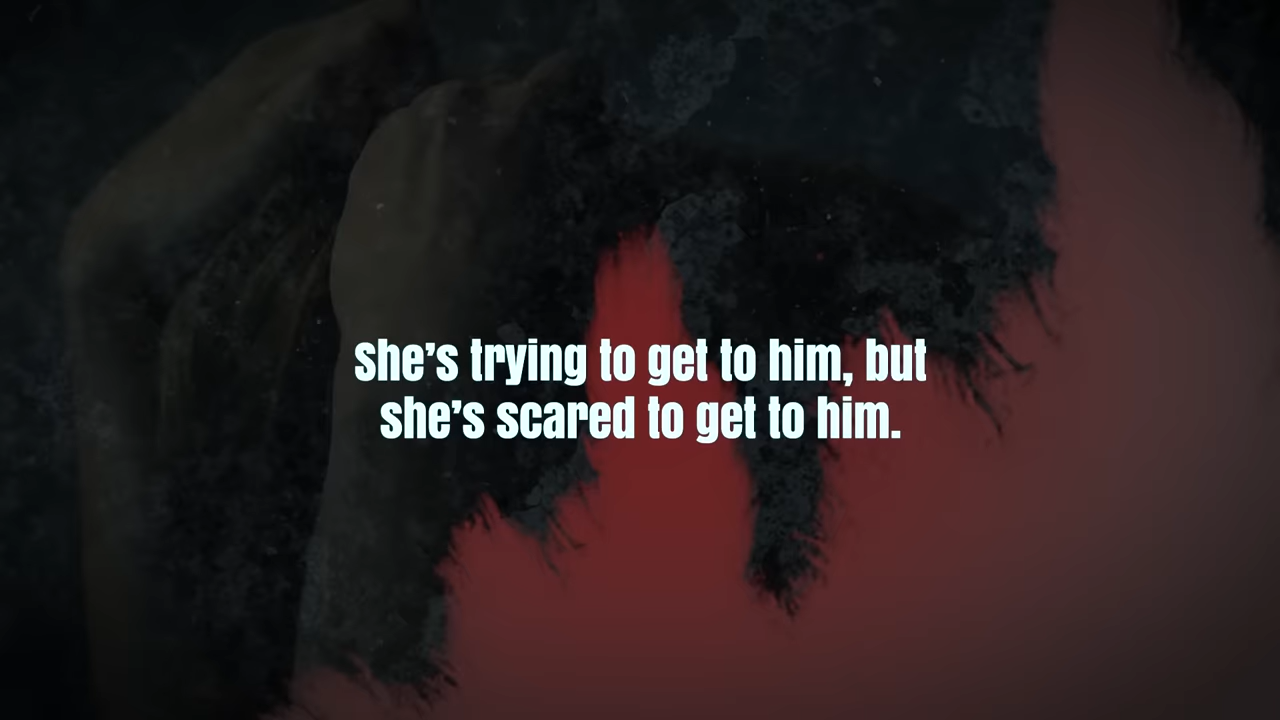 She’s trying to get to him, but
she’s scared to get to him.